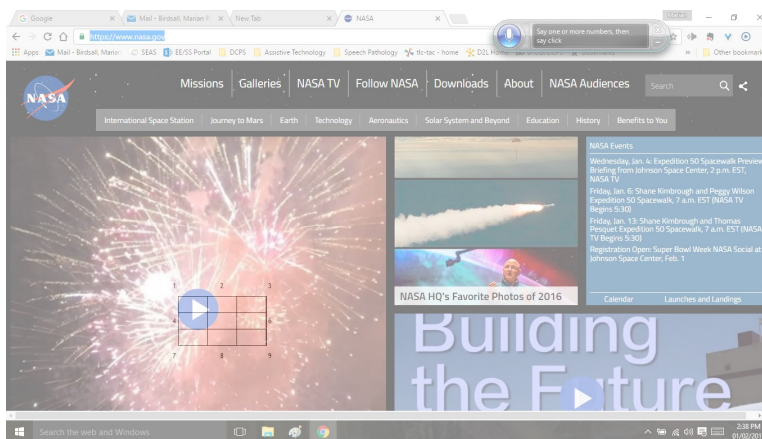 Google
Mail - Birdsall, Marian R
New Tab
NASA
Say one or more numbers, then
say click
https://www.nasa.gov
Apps
Mail - Birdsall, Marian
SEAS
EE/SS Portal
DCPS
Assistive Technology
Speech Pathology
tlc-tac - home
D2L Home
Bookmarks
Other bookmark
NASA
Missions
Galleries
NASA TV
Follow NASA
Downloads
About
NASA Audiences
Search
International Space Station
Journey to Mars
Earth
Technology
Aeronautics
Solar System and Beyond
Education
History
Benefits to You
NASA Events
Wednesday, Jan. 4: Expedition 50 Spacewalk Preview
Briefing from Johnson Space Center, 2 p.m. EST,
NASA TV
Friday, Jan. 6: Shane Kimbrough and Peggy Wilson
Expedition 50 Spacewalk, 7 a.m. EST (NASA TV
Begins 5:30)
Friday, Jan. 13: Shane Kimbrough and Thomas
Pesquet Expedition 50 Spacewalk, 7 a.m. EST (NASA
TV Begins 5:30)
Registration Open: Super Bowl Week NASA Social at
Johnson Space Center, Feb. 1
Calendar
Launches and Landings
NASA HQ's Favorite Photos of 2016
1 2 3
4 6
7 8 9
Building
the Future
Search the web and Windows
2:38 PM
01/02/201